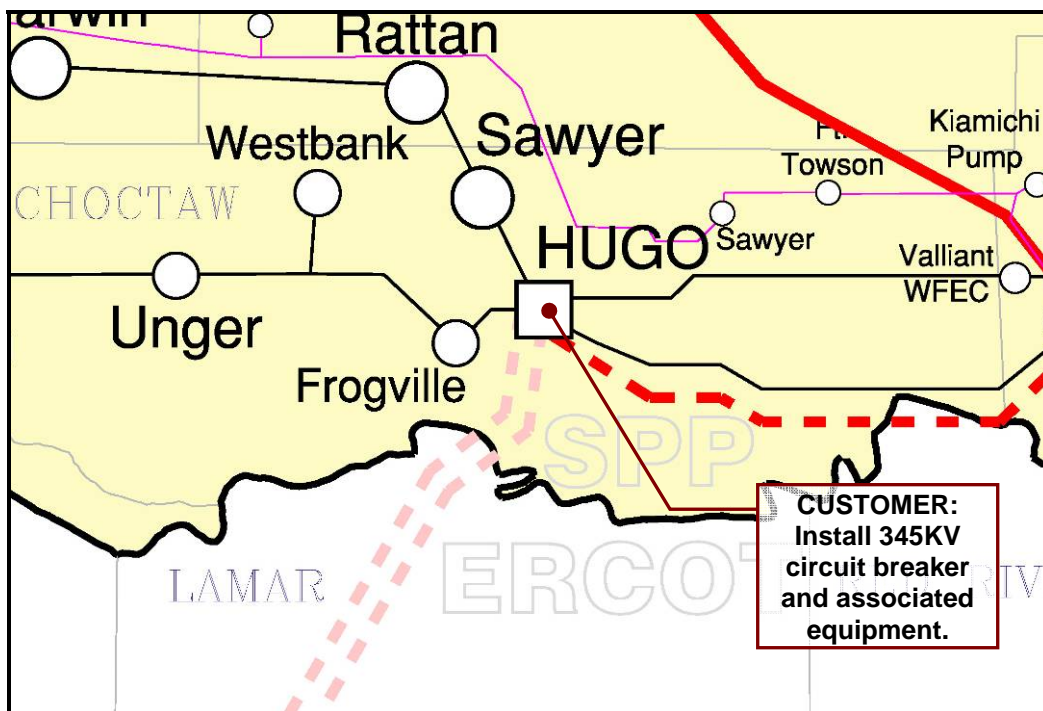 Rattan
Kiamichi
Pump
Westbank
Sawyer
Ft.
Towson
CHOCTAW
HUGO
Sawyer
Valliant
WFEC
Unger
Frogville
SPP
CUSTOMER:
Install 345KV
circuit breaker
and associated
equipment.
ERCOT
LAMAR